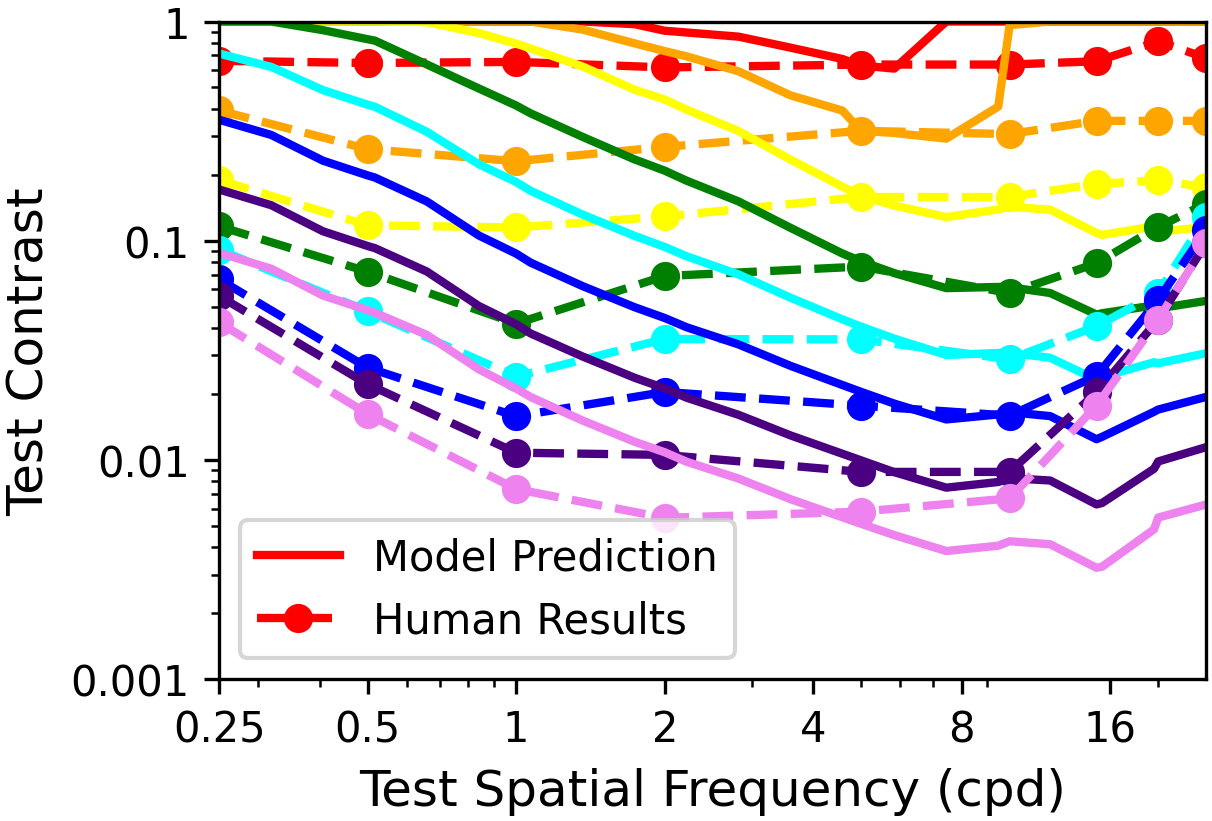 Test Contrast
1
0.1
0.01
0.001
Model Prediction
Human Results
0.25 0.5 1 2 4 8 16
Test Spatial Frequency (cpd)